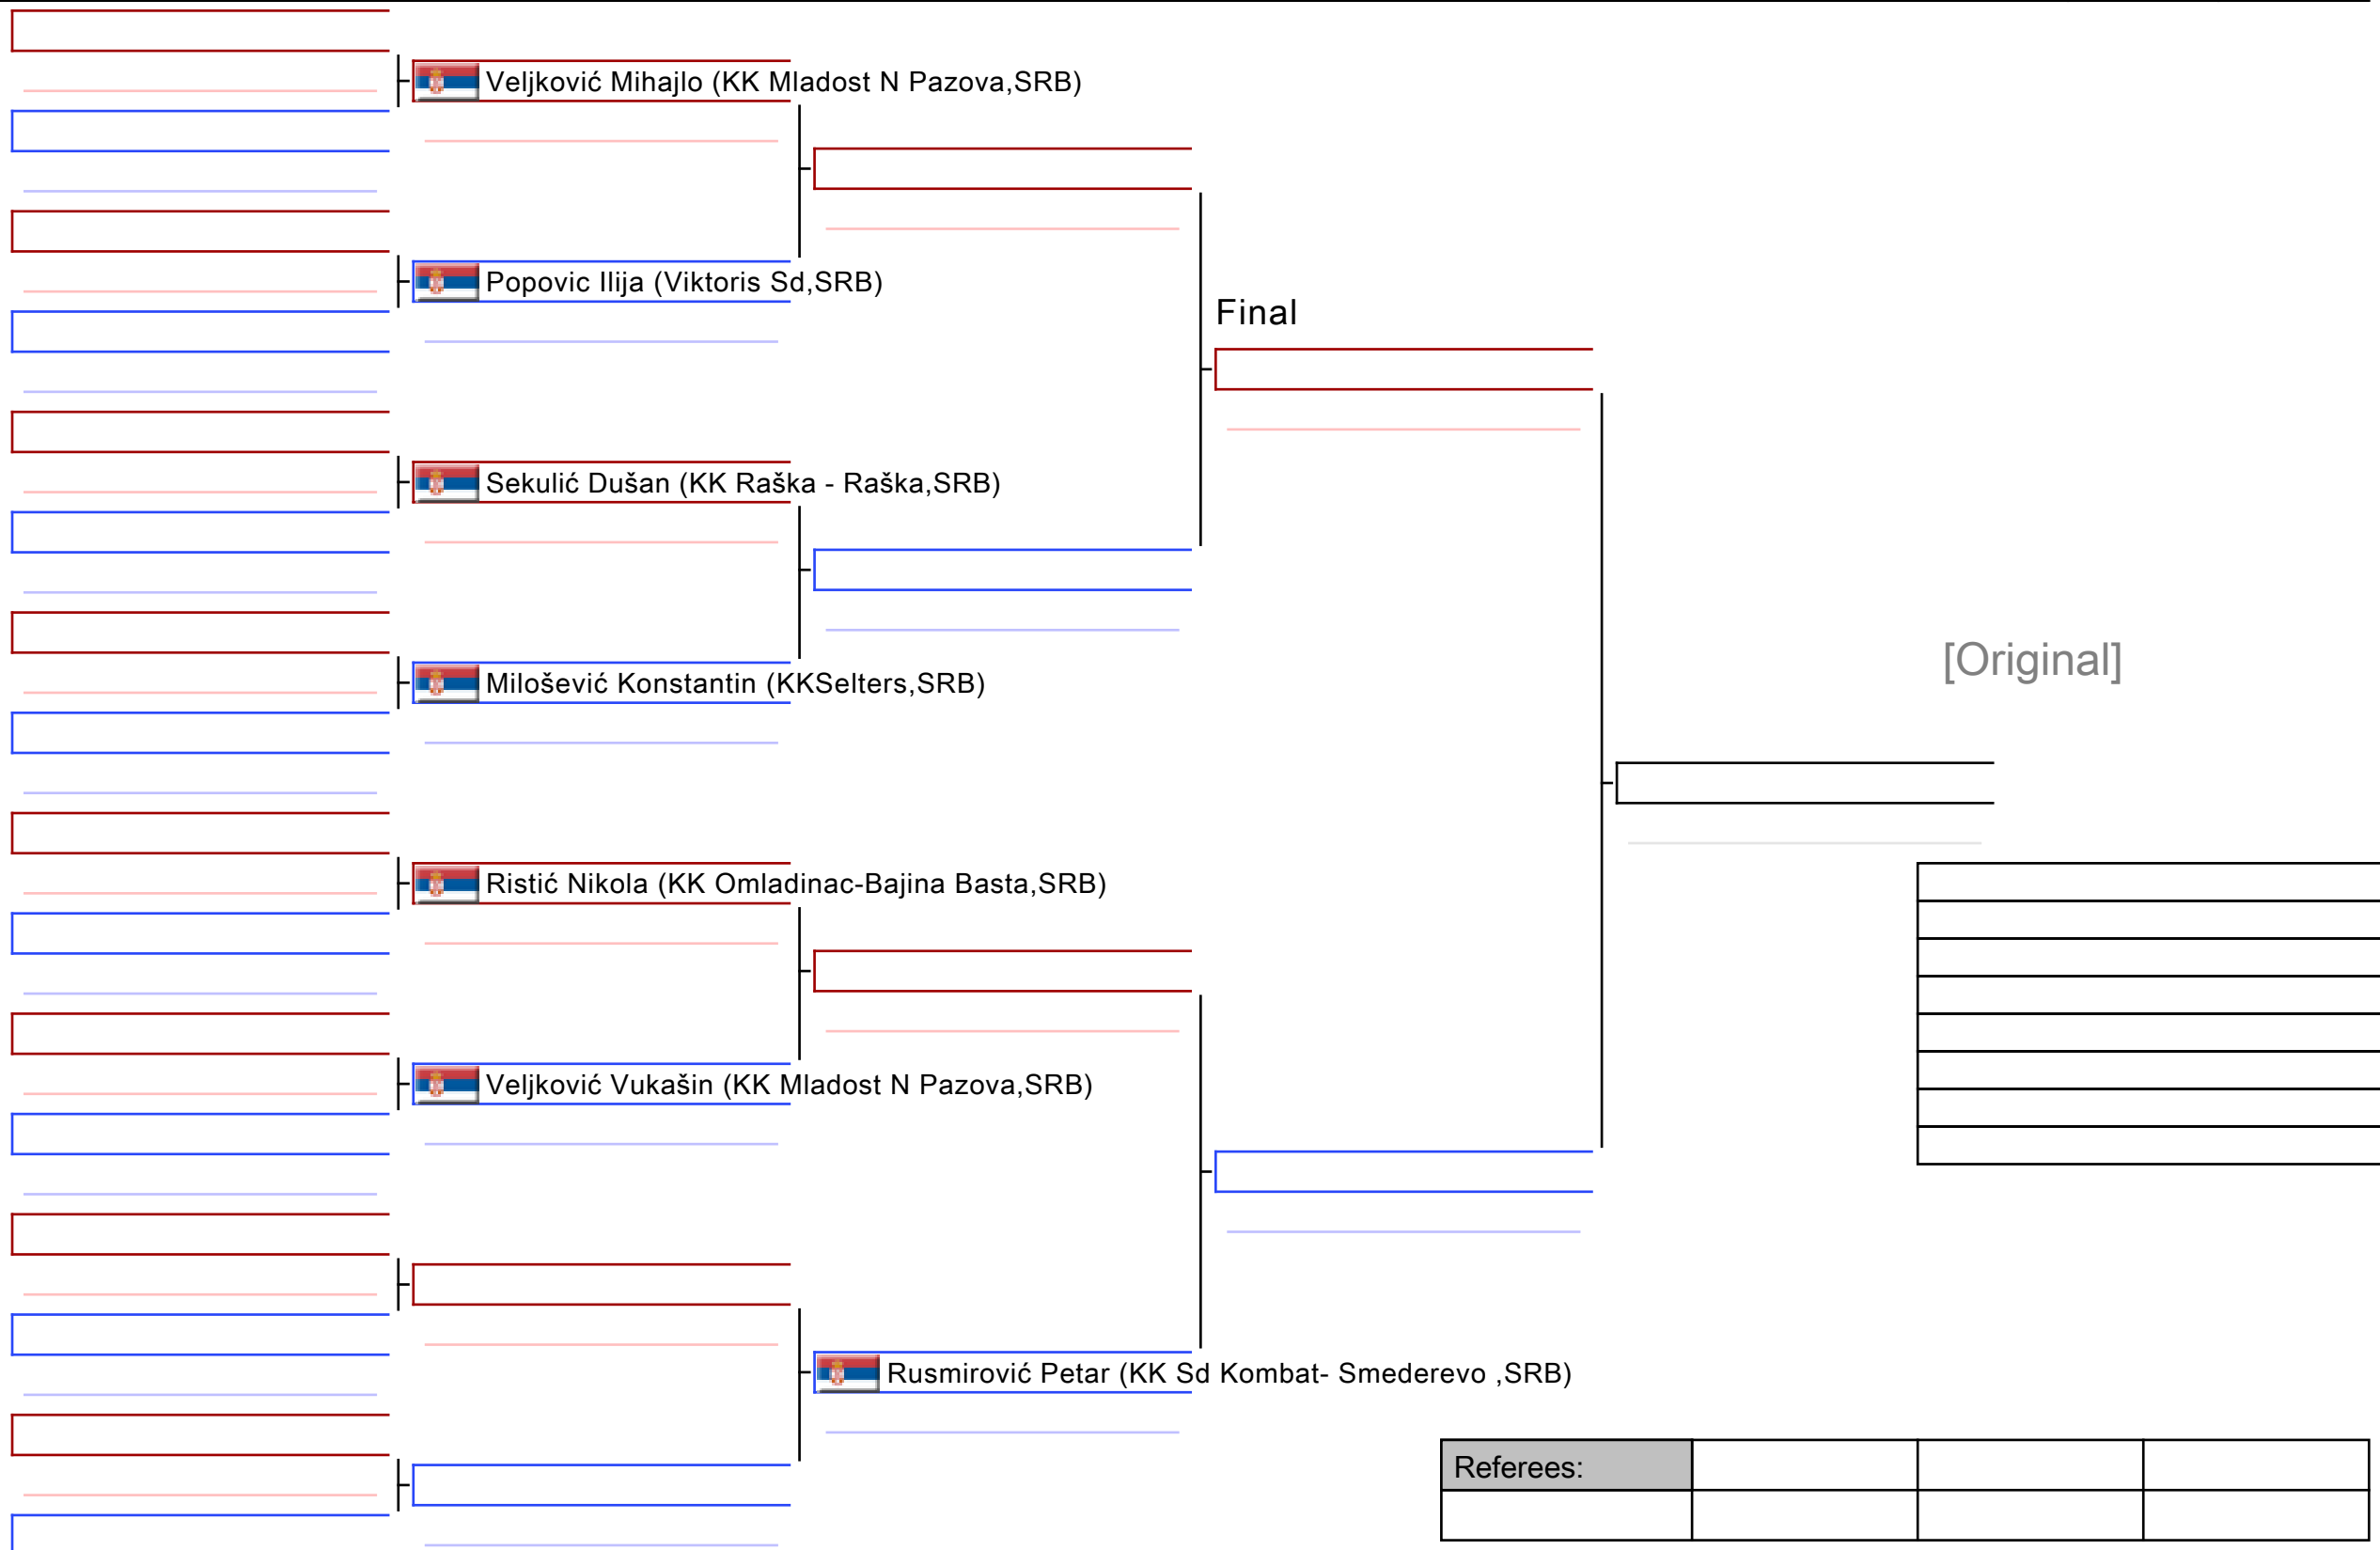 Veljković Mihajlo (KK Mladost N Pazova,SRB)
Popovic Ilija (Viktoris Sd,SRB)
Final
Sekulić Dušan (KK Raška - Raška,SRB)
[Original]
Milošević Konstantin (KKSelters,SRB)
Ristić Nikola (KK Omladinac-Bajina Basta,SRB)
Veljković Vukašin (KK Mladost N Pazova,SRB)
Rusmirović Petar (KK Sd Kombat- Smederevo ,SRB)
Referees: